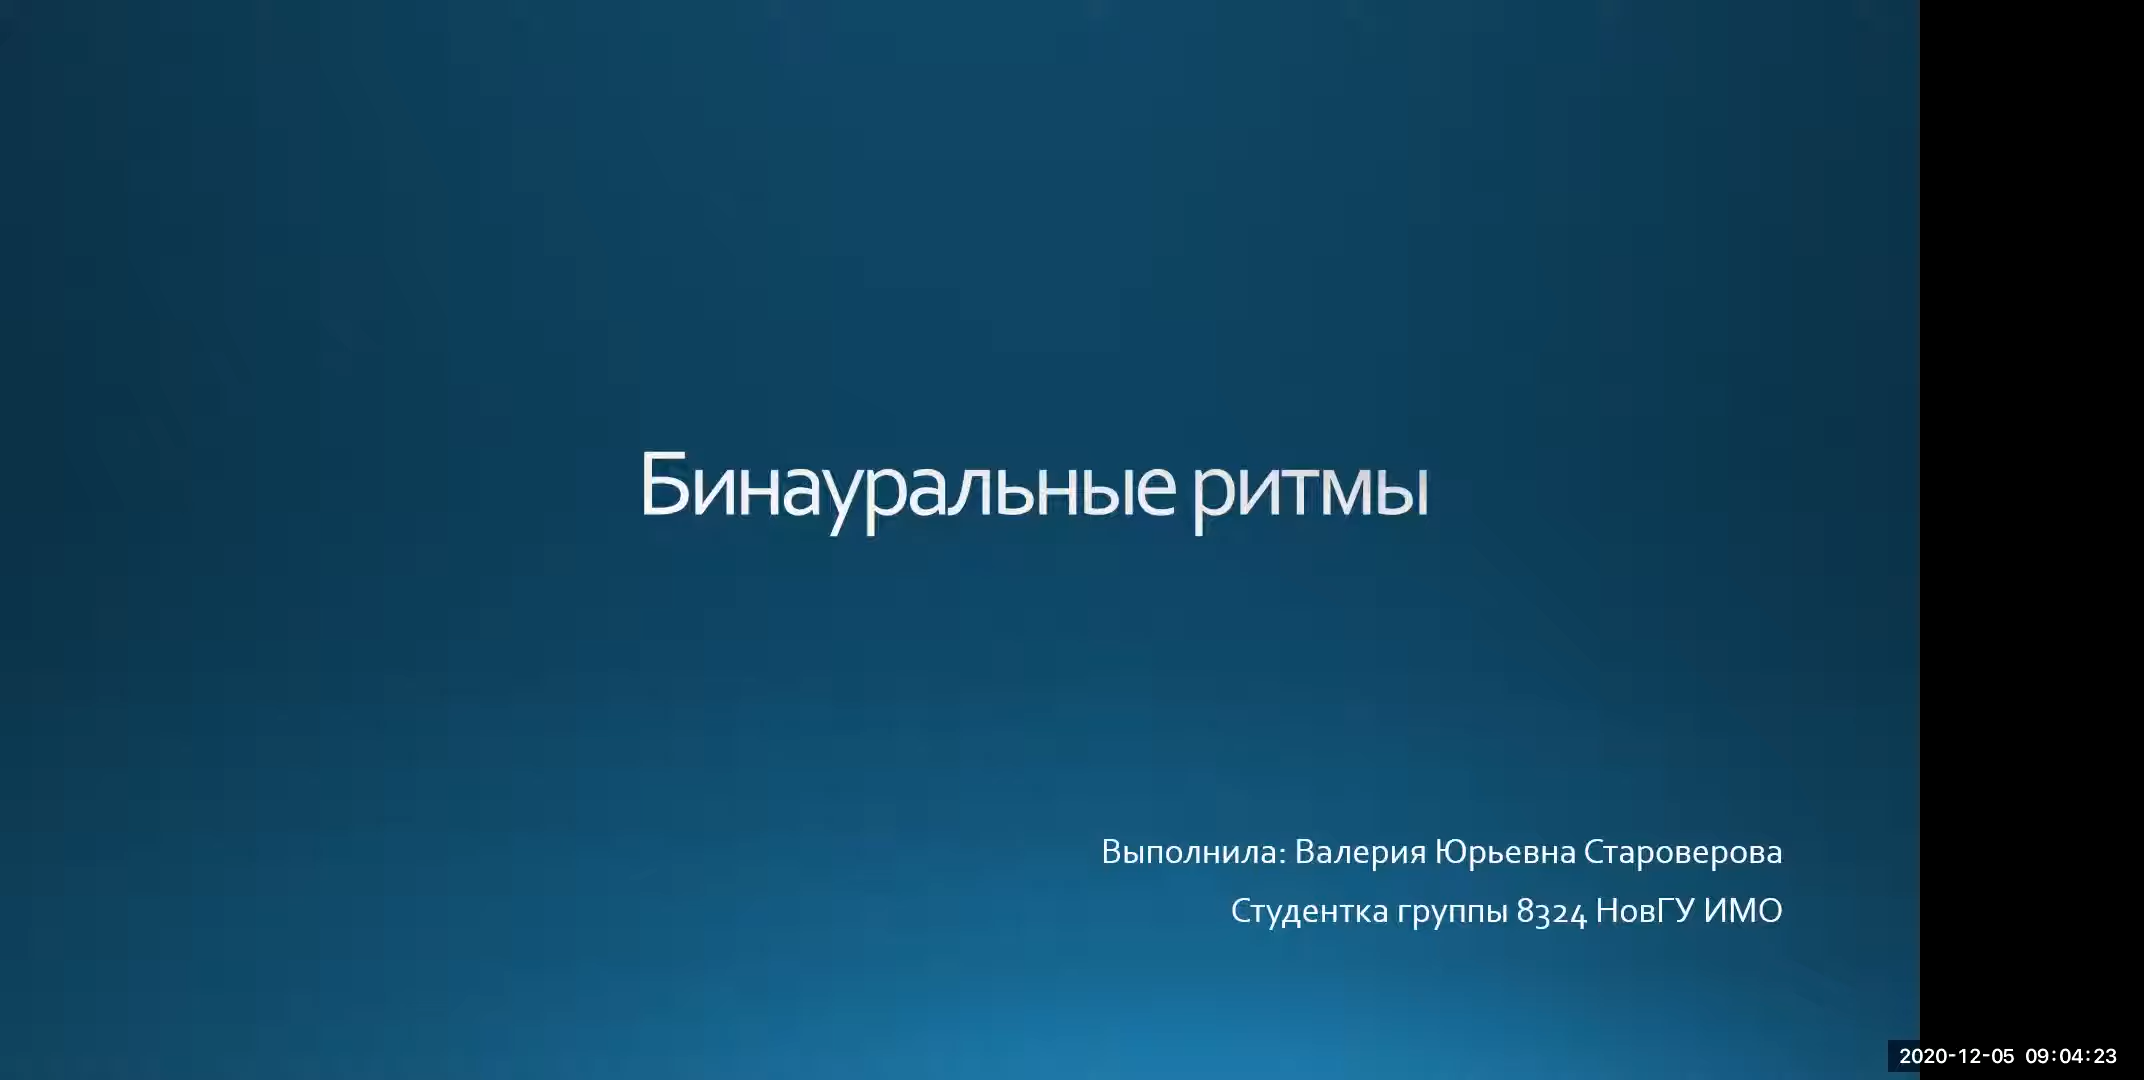 Бинауральные ритмы
Выполнила: Валерия Юрьевна Староверова
Студентка группы 8324 НовГУ ИМО
2020-12-05 09:04:23